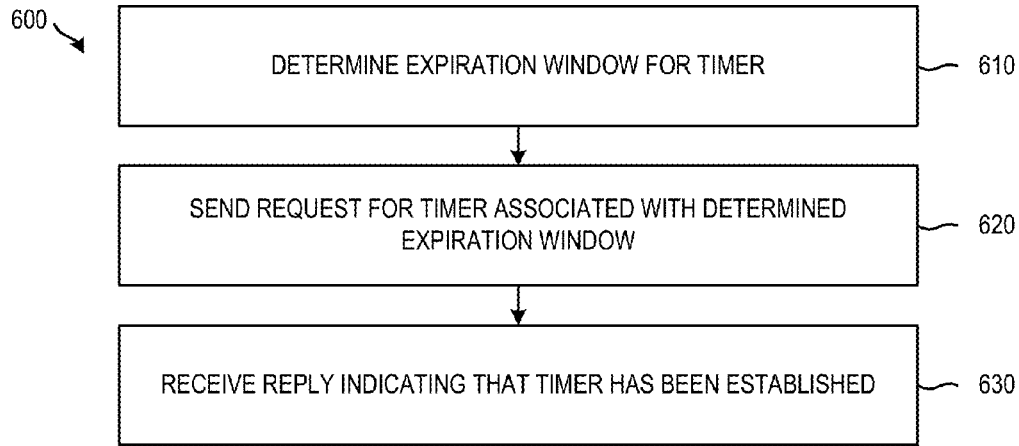 600
DETERMINE EXPIRATION WINDOW FOR TIMER
610
SEND REQUEST FOR TIMER ASSOCIATED WITH DETERMINED
EXPIRATION WINDOW
620
RECEIVE REPLY INDICATING THAT TIMER HAS BEEN ESTABLISHED
630